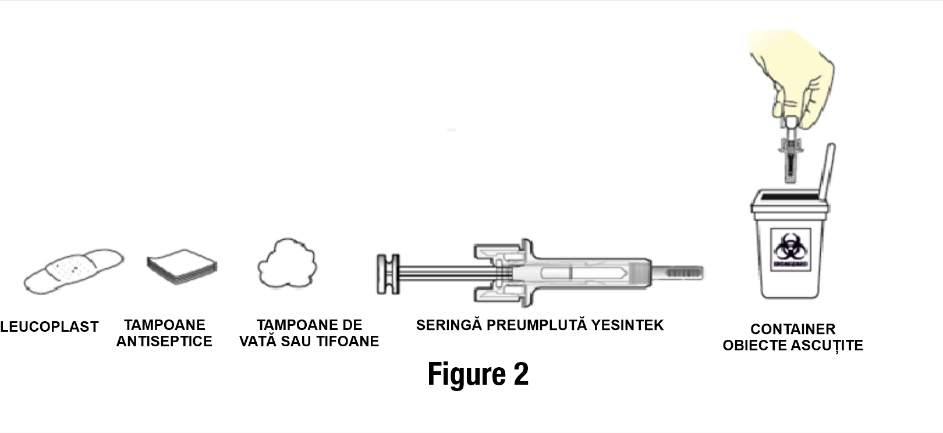 LEUCOPLAST
TAMPOANE
ANTISEPTICE
TAMPOANE DE
VATĂ SAU TIFOANE
SERINGĂ PREUMPLUTĂ YESINTEK
CONTAINER
OBIECTE ASCUȚITE
Figure 2